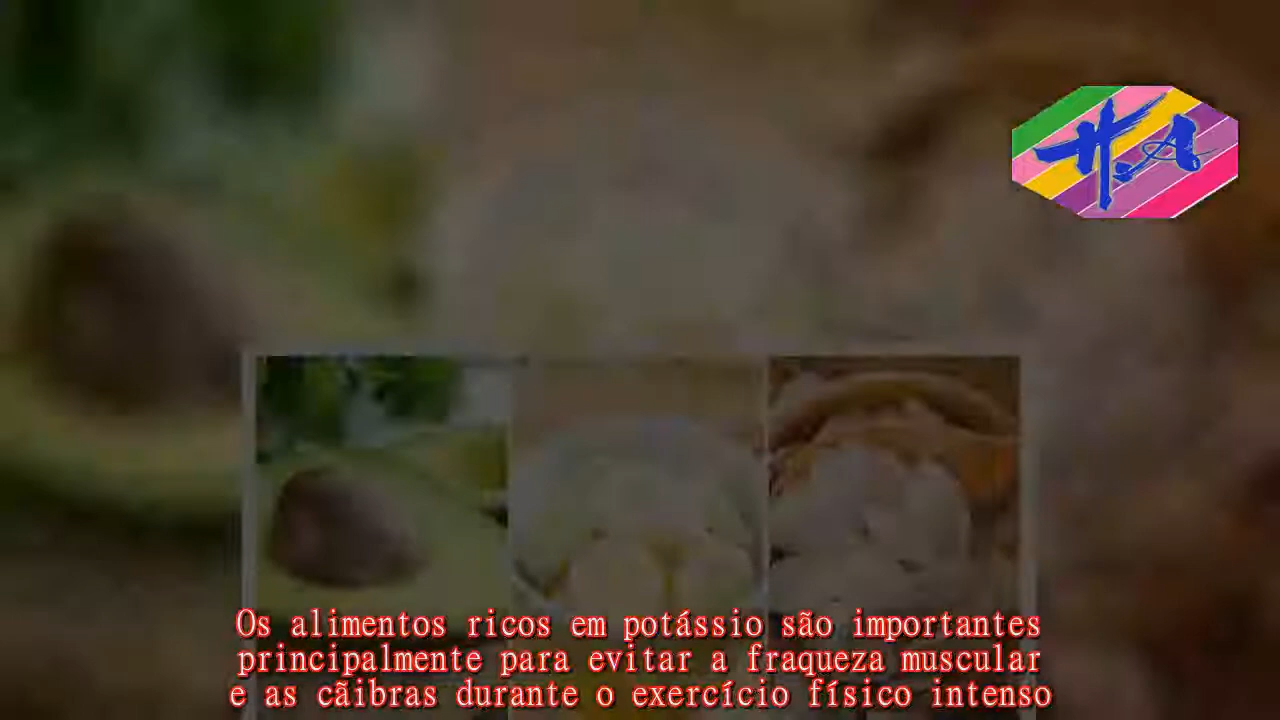 H.A
Os alimentos ricos em potássio são importantes
principalmente para evitar a fraqueza muscular
e as cãibras durante o exercício físico intenso